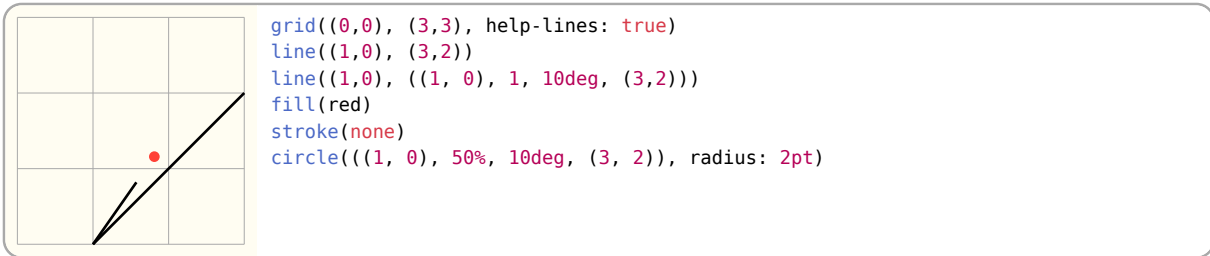 grid((0,0), (3,3), help-lines: true)
line((1,0), (3,2))
line((1,0), ((1, 0), 1, 10deg, (3,2)))
fill(red)
stroke(none)
circle(((1, 0), 50%, 10deg, (3, 2)), radius: 2pt)